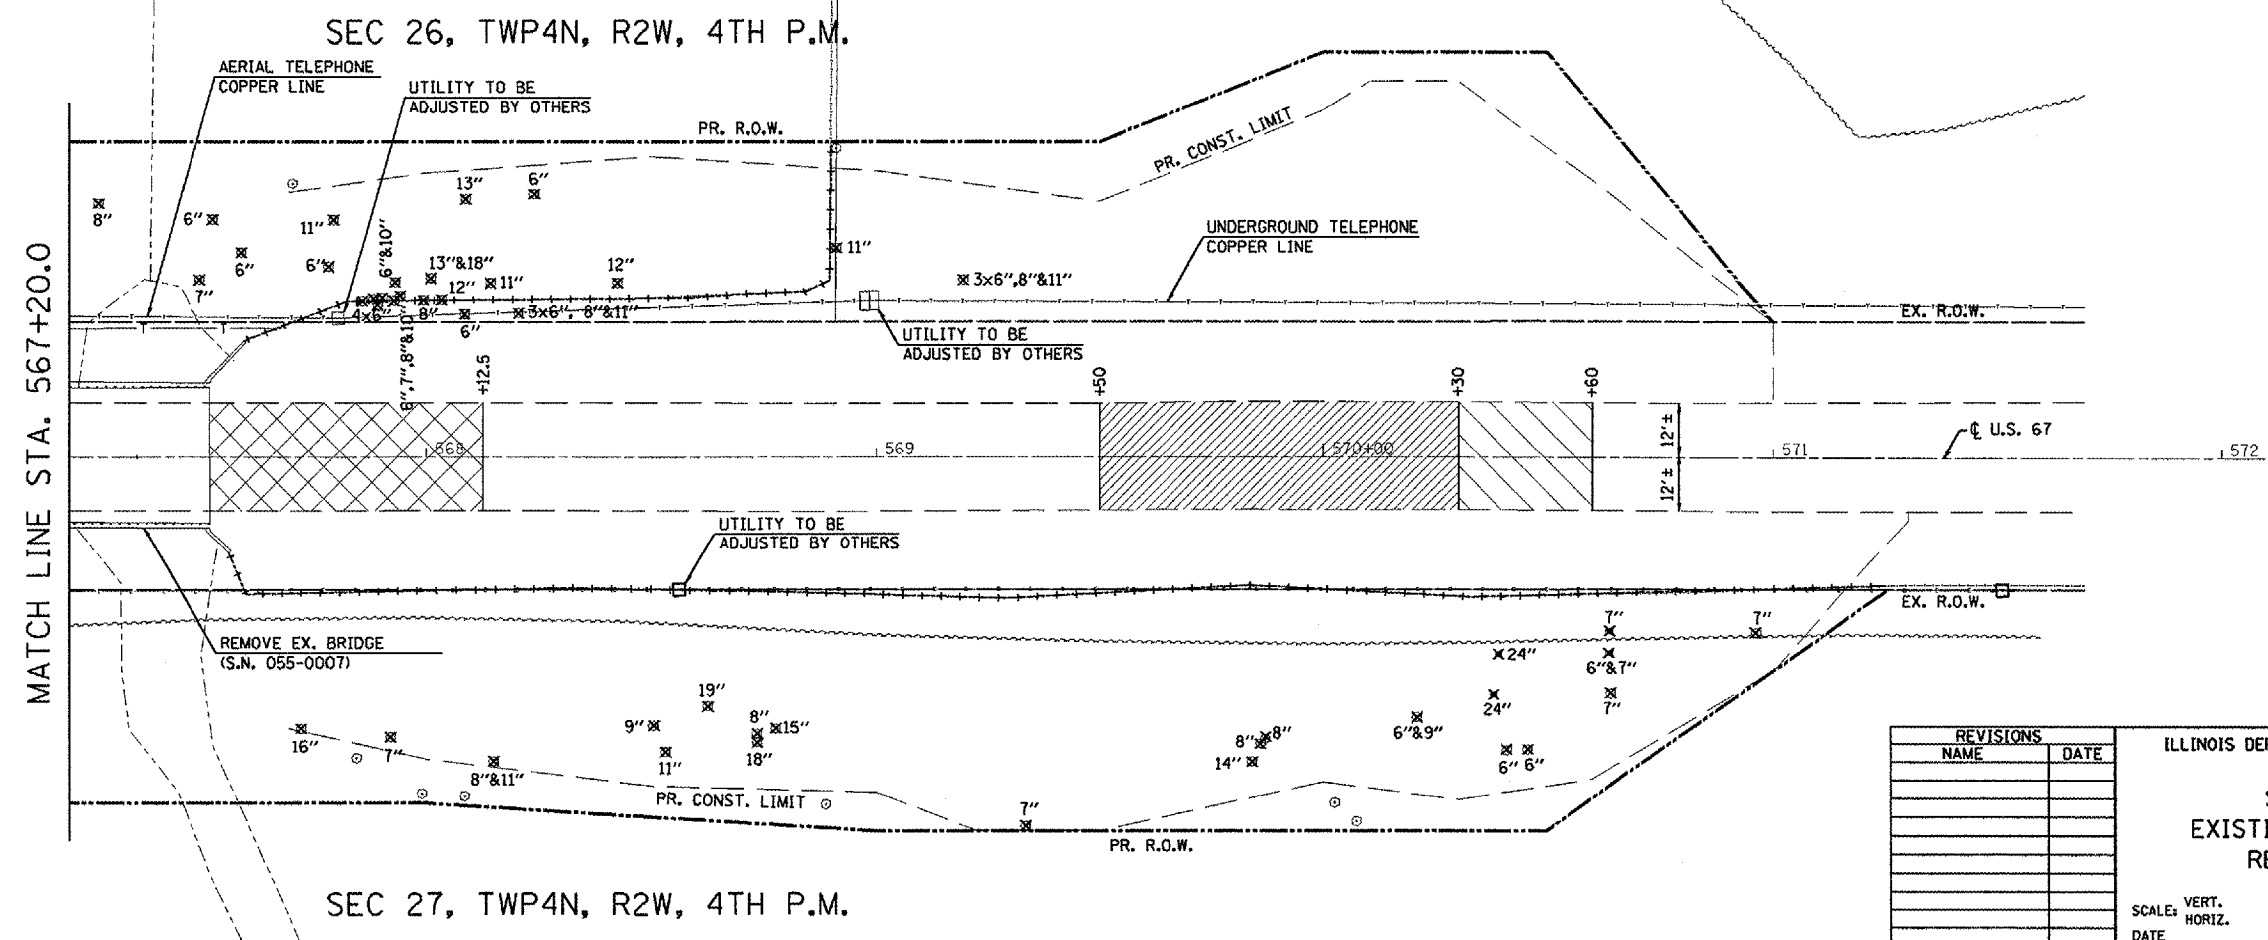 SEC 26, TWP4N, R2W, 4TH P.M.
AERIAL TELEPHONE
COPPER LINE
UTILITY TO BE
ADJUSTED BY OTHERS
PR. R.O.W.
PR. CONST. LIMIT
13"
6"
8"
6"
11"
6"&10"
6"
6"
7"
13"&18"
11"
12"
11"
3x6",8"&11"
UNDERGROUND TELEPHONE
COPPER LINE
4x6"
8"
12"
6"
3x6", 8"&11"
EX. R.O.W.
UTILITY TO BE
ADJUSTED BY OTHERS
MATCH LINE STA. 567+20.0
+12.5
+50
+30
+60
568
569
570+00
12'±
12'±
571
℄ U.S. 67
572
UTILITY TO BE
ADJUSTED BY OTHERS
EX. R.O.W.
REMOVE EX. BRIDGE
(S.N. 055-0007)
7"
7"
24"
6"&7"
24"
7"
19"
9"
8"
15"
16"
7"
11"
18"
8"&11"
8"
8"
14"
6"&9"
6"
6"
PR. CONST. LIMIT
7"
PR. R.O.W.
SEC 27, TWP4N, R2W, 4TH P.M.
REVISIONS
NAME
DATE
ILLINOIS DE
EXISTI
RE
SCALE: VERT.
HORIZ.
DATE